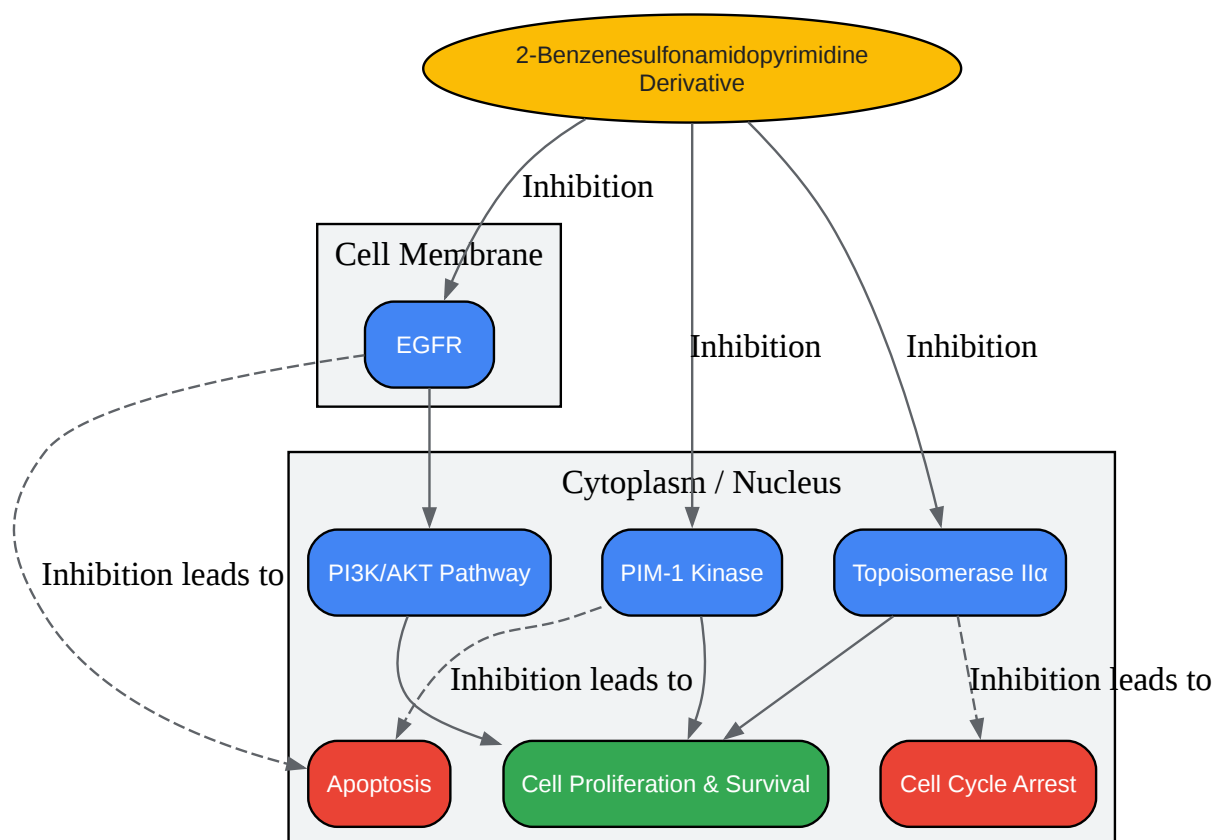 2-Benzenesulfonamidopyrimidine
Derivative
Inhibition
Cell Membrane
EGFR
Inhibition
Inhibition
Cytoplasm / Nucleus
PI3K/AKT Pathway
PIM-1 Kinase
Topoisomerase IIα
Inhibition leads to
Inhibition leads to
Inhibition leads to
Apoptosis
Cell Proliferation & Survival
Cell Cycle Arrest